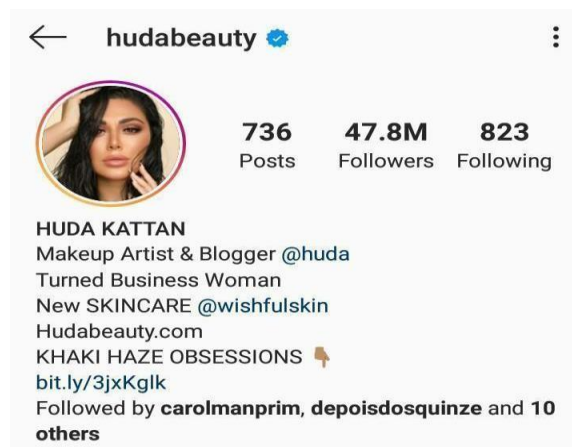 hudabeauty
736 47.8M 823
Posts Followers Following
HUDA KATTAN
Makeup Artist & Blogger @huda
Turned Business Woman
New SKINCARE @wishfulskin
Hudabeauty.com
KHAKI HAZE OBSESSIONS 👇🏽
bit.ly/3jxKglk
Followed by carolmanprim, depoisdosquinze and 10
others